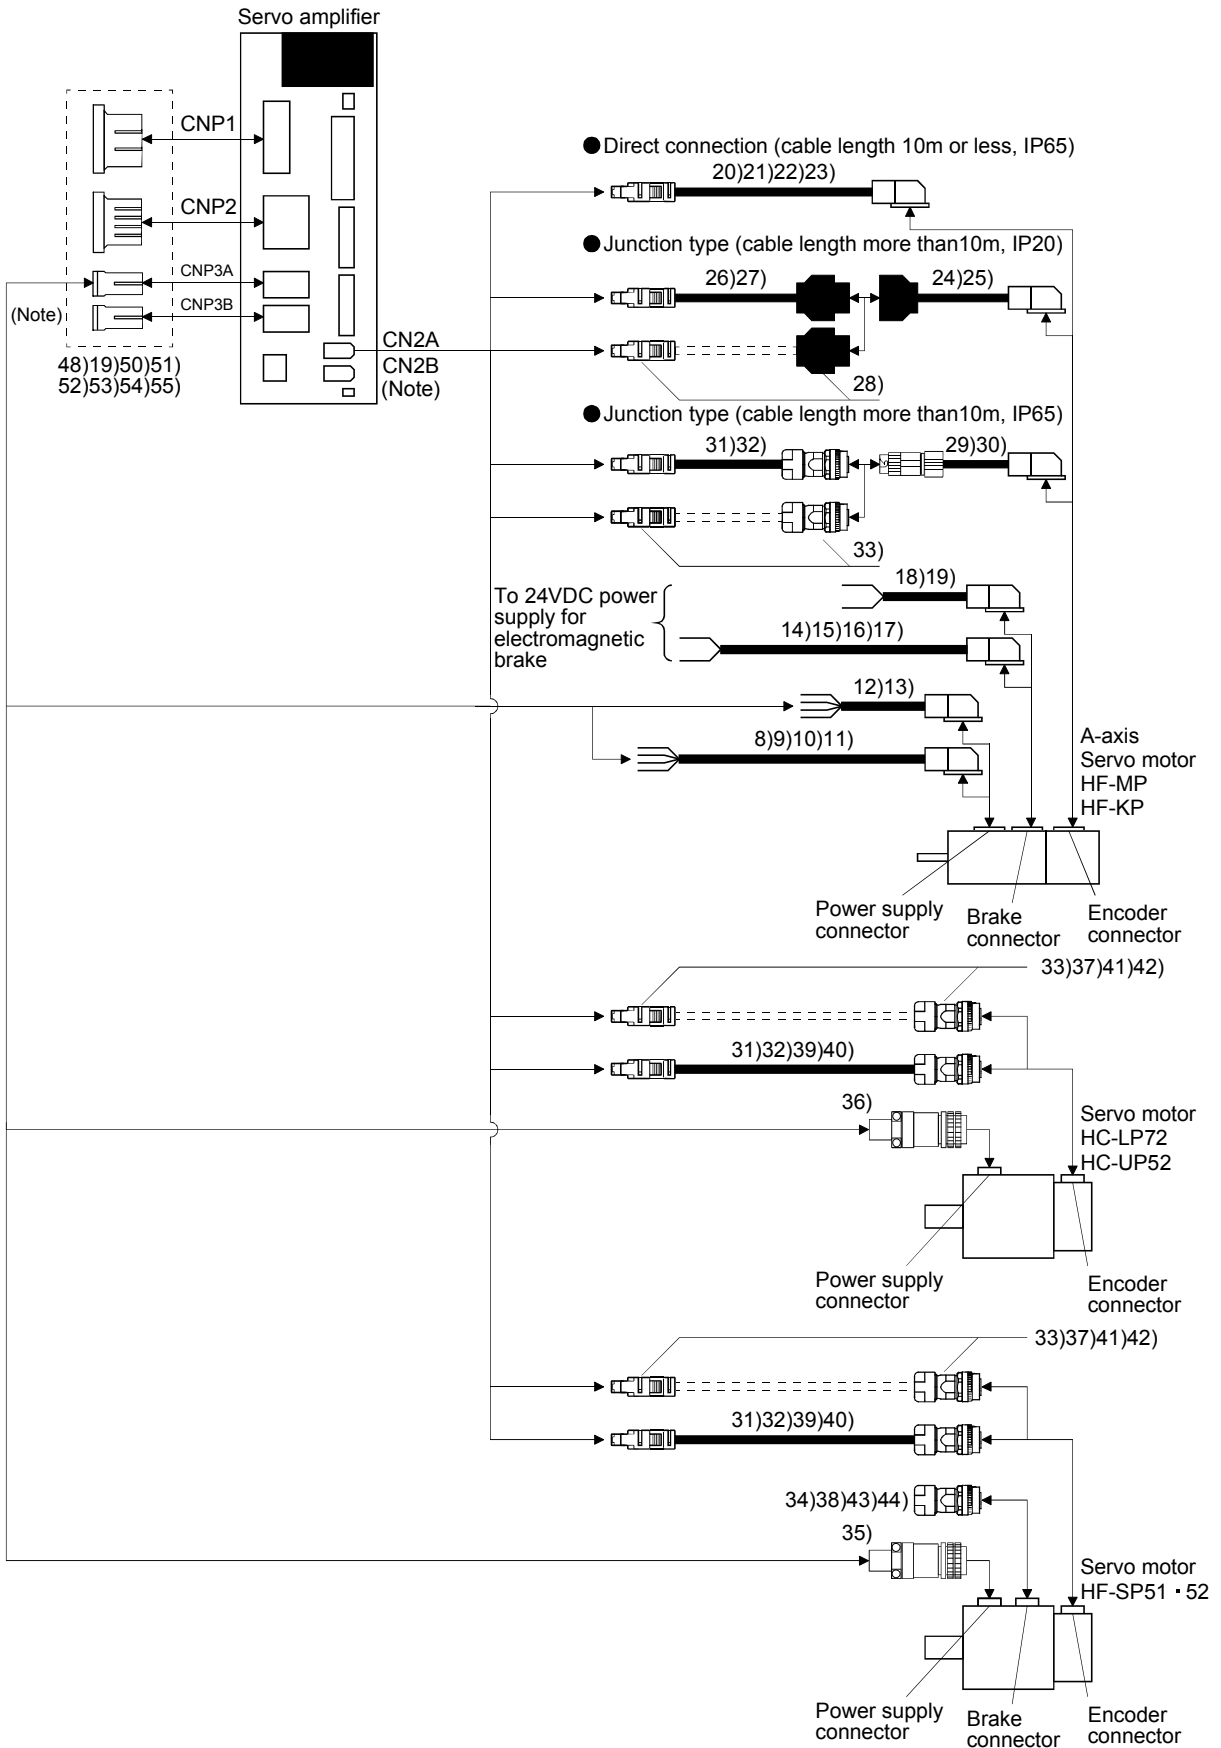 Servo amplifier
CNP1
CNP2
CNP3A
CNP3B
(Note)
48)19)50)51)
52)53)54)55)
CN2A
CN2B
(Note)
●Direct connection (cable length 10m or less, IP65)
20)21)22)23)
●Junction type (cable length more than10m, IP20)
26)27)
24)25)
28)
●Junction type (cable length more than10m, IP65)
31)32)
29)30)
33)
18)19)
To 24VDC power
supply for
electromagnetic
brake
14)15)16)17)
12)13)
8)9)10)11)
A-axis
Servo motor
HF-MP
HF-KP
Power supply
connector
Brake
connector
Encoder
connector
33)37)41)42)
31)32)39)40)
36)
Servo motor
HC-LP72
HC-UP52
Power supply
connector
Encoder
connector
33)37)41)42)
31)32)39)40)
34)38)43)44)
35)
Servo motor
HF-SP51・52
Power supply
connector
Brake
connector
Encoder
connector